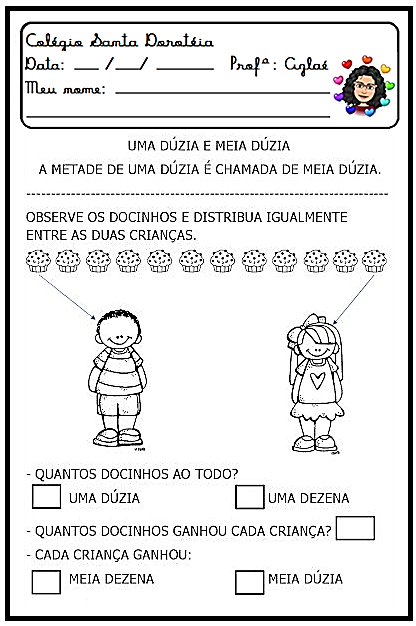 Colégio Santa Dorotéia
Data: ___ /___/ ______ Profª: Aglaé
Meu nome: ______________________
UMA DÚZIA E MEIA DÚZIA
A METADE DE UMA DÚZIA É CHAMADA DE MEIA DÚZIA.
OBSERVE OS DOCINHOS E DISTRIBUA IGUALMENTE
ENTRE AS DUAS CRIANÇAS.
- QUANTOS DOCINHOS AO TODO?
UMA DÚZIA UMA DEZENA
- QUANTOS DOCINHOS GANHOU CADA CRIANÇA?
- CADA CRIANÇA GANHOU:
MEIA DEZENA MEIA DÚZIA